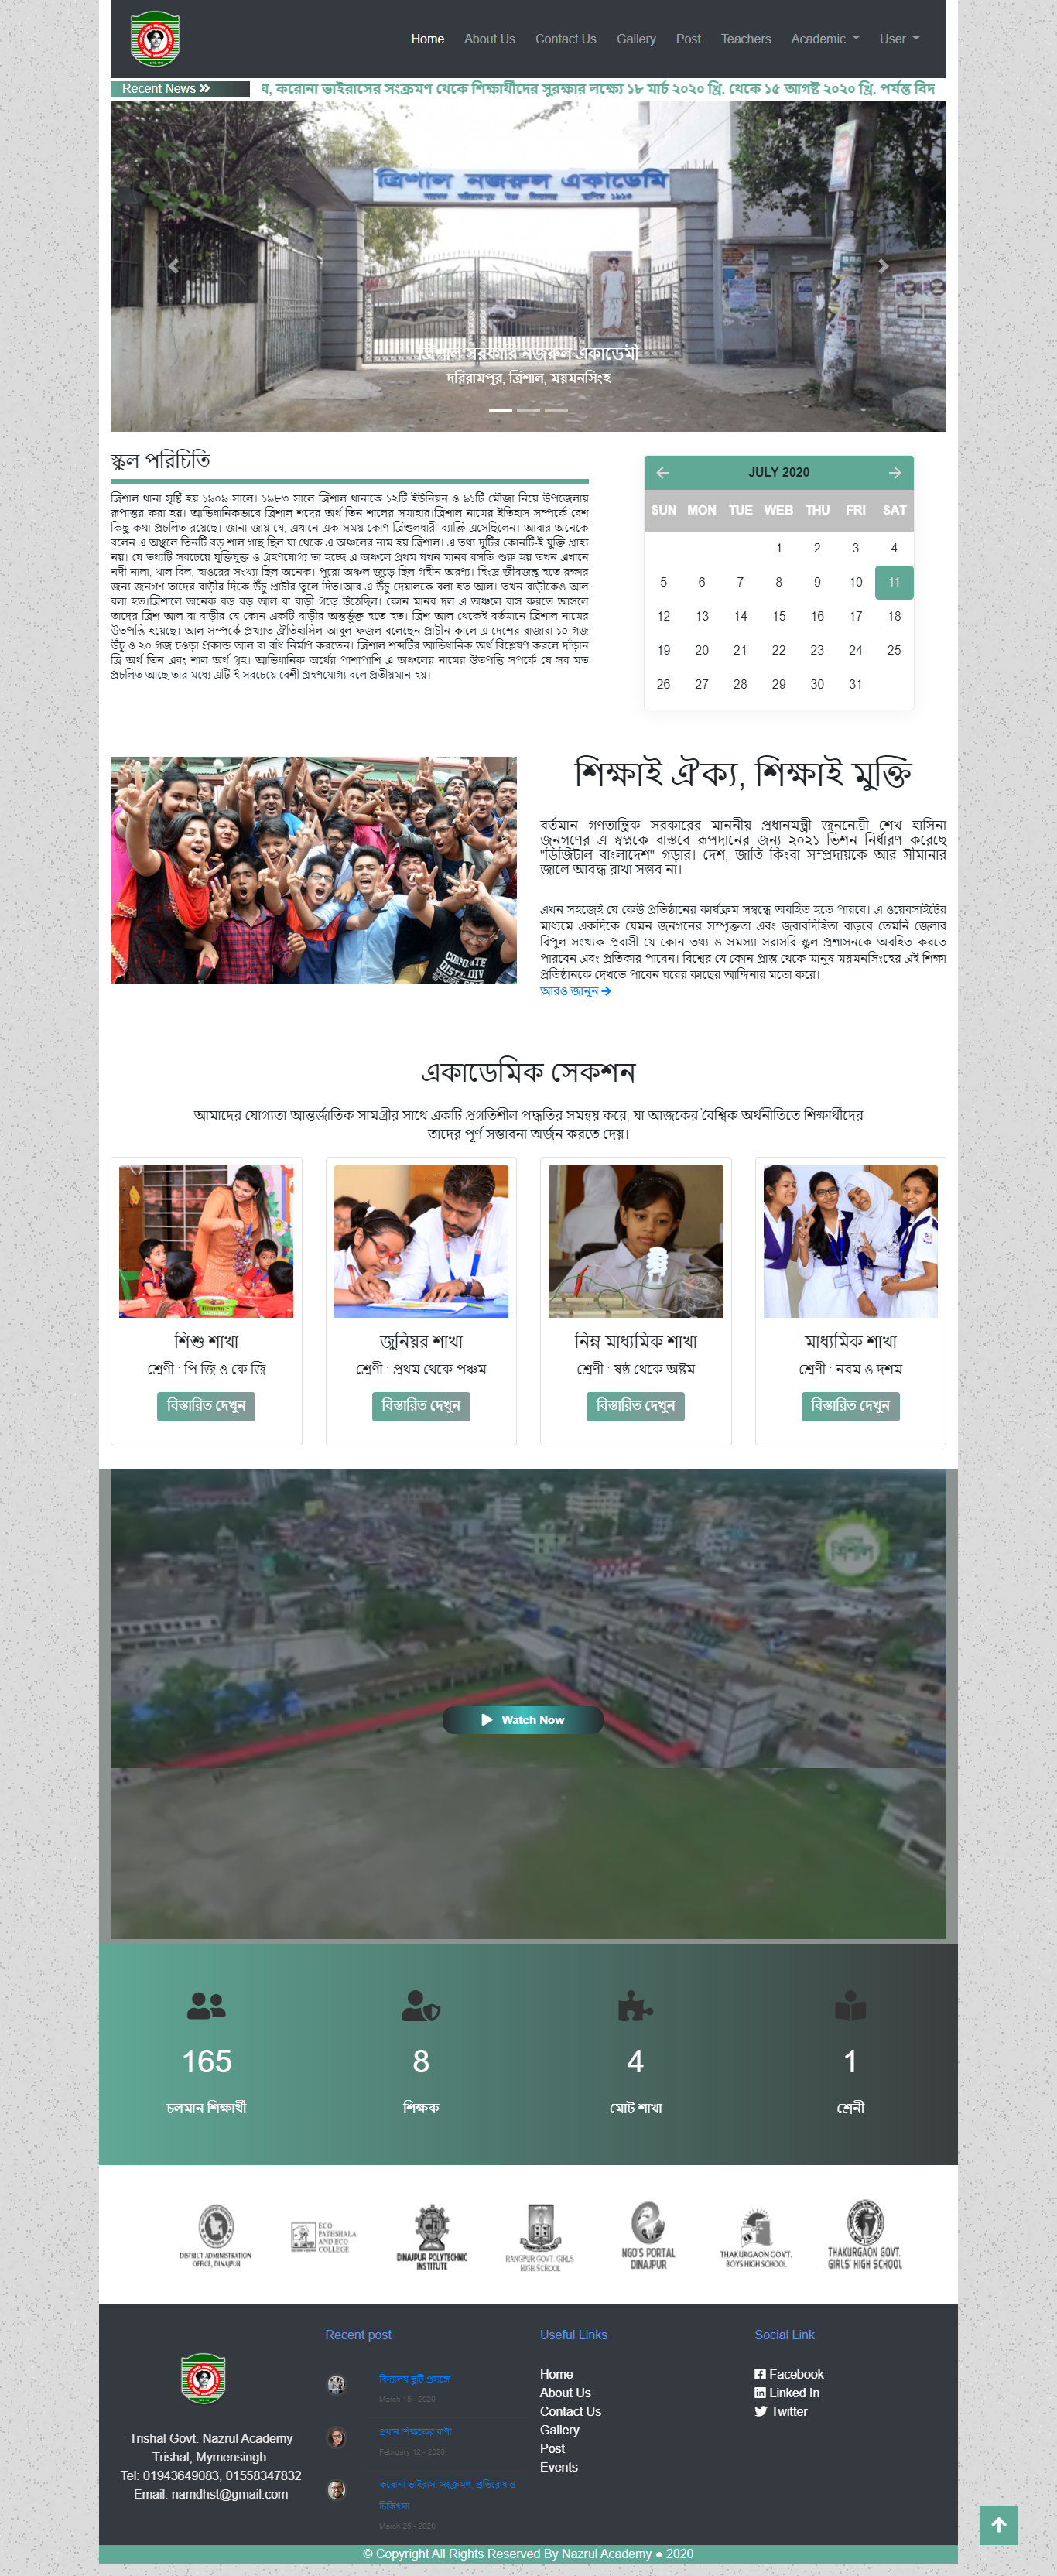 Home About Us Contact Us Gallery Post Teachers Academic User
Recent News
করোনা ভাইরাসের সংক্রমণ থেকে শিক্ষার্থীদের সুরক্ষার লক্ষ্যে ১৮ মার্চ ২০২০ খ্রি. থেকে ১৫ আগষ্ট ২০২০ খ্রি. পর্যন্ত বিদ
ত্রিশাল নজরুল একাডেমি
ত্রিশাল সরকারি নজরুল একাডেমী
দরিরামপুর, ত্রিশাল, ময়মনসিংহ
স্কুল পরিচিতি
ত্রিশাল থানা সৃষ্টি হয় ১৯০৯ সালে। ১৯৮৩ সালে ত্রিশাল থানাকে ১২টি ইউনিয়ন ও ৯১টি মৌজা নিয়ে উপজেলায়
রূপান্তর করা হয়। আভিধানিকভাবে ত্রিশাল শব্দের অর্থ তিন শালের সমাহার।ত্রিশাল নামের ইতিহাস সম্পর্কে বেশ
কিছু কথা প্রচলিত রয়েছে। জানা জায় যে, এখানে এক সময় কোণ ত্রিশুলধারী ব্যাক্তি এসেছিলেন। আবার অনেকে
বলেন এ অঞ্চুলে তিনটি বড় শাল গাছ ছিল যা থেকে এ অঞ্চলের নাম হয় ত্রিশাল। এ তথ্য দুটির কোনটি-ই যুক্তি গ্রাহ্য
নয়। যে তথ্যটি সবচেয়ে যুক্তিযুক্ত ও গ্রহণযোগ্য তা হচ্ছে এ অঞ্চলে প্রথম যখন মানব বসতি শুরু হয় তখন এখানে
নদী নালা, খাল-বিল, হাওরের সংখ্যা ছিল অনেক। পুরো অঞ্চল জুড়ে ছিল গহীন অরণ্য। হিংস্র জীবজন্তু হতে রক্ষার
জন্য জনগণ তাদের বাড়ীর দিকে উঁচু প্রাচীর তুলে দিত।আর এ উঁচু দেয়ালকে বলা হত আল। তখন বাড়ীকেও আল
বলা হত।ত্রিশালে অনেক বড় বড় আল বা বাড়ী গড়ে উঠেছিল। কোন মানব দল এ অঞ্চলে বাস করতে আসলে
তাদের ত্রিশ আল বা বাড়ীর যে কোন একটি বাড়ীর অন্তর্ভুক্ত হতে হত। ত্রিশ আল থেকেই বর্তমানে ত্রিশাল নামের
উতপত্তি হয়েছে। আল সম্পর্কে প্রখ্যাত ঐতিহাসিল আবুল ফজল বলেছেন প্রাচীন কালে এ দেশের রাজারা ১০ গজ
উঁচু ও ২০ গজ চওড়া প্রকান্ড আল বা বাঁধ নির্মাণ করতেন। ত্রিশাল শব্দটির আভিধানিক অর্থ বিশ্লেষণ করলে দাঁড়ান
ত্রি অর্থ তিন এবং শাল অর্থ গৃহ। আভিধানিক অর্থের পাশাপাশি এ অঞ্চলের নামের উতপত্তি সপর্কে যে সব মত
প্রচলিত আছে তার মধ্যে এটি-ই সবচেয়ে বেশী গ্রহণযোগ্য বলে প্রতীয়মান হয়।
JULY 2020
SUN MON TUE WEB THU FRI SAT
1 2 3 4
5 6 7 8 9 10 11
12 13 14 15 16 17 18
19 20 21 22 23 24 25
26 27 28 29 30 31
শিক্ষাই ঐক্য, শিক্ষাই মুক্তি
বর্তমান গণতান্ত্রিক সরকারের মাননীয় প্রধানমন্ত্রী জননেত্রী শেখ হাসিনা
জনগণের এ স্বপ্নকে বাস্তবে রূপদানের জন্য ২০২১ ভিশন নির্ধারণ করেছে
"ডিজিটাল বাংলাদেশ" গড়ার। দেশ, জাতি কিংবা সম্প্রদায়কে আর সীমানার
জালে আবদ্ধ রাখা সম্ভব না।
এখন সহজেই যে কেউ প্রতিষ্ঠানের কার্যক্রম সম্বন্ধে অবহিত হতে পারবে। এ ওয়েবসাইটের
মাধ্যমে একদিকে যেমন জনগনের সম্পৃক্ততা এবং জবাবদিহিতা বাড়বে তেমনি জেলার
বিপুল সংখ্যক প্রবাসী যে কোন তথ্য ও সমস্যা সরাসরি স্কুল প্রশাসনকে অবহিত করতে
পারবেন এবং প্রতিকার পাবেন। বিশ্বের যে কোন প্রান্ত থেকে মানুষ ময়মনসিংহের এই শিক্ষা
প্রতিষ্ঠানকে দেখতে পাবেন ঘরের কাছের আঙ্গিনার মতো করে।
আরও জানুন
একাডেমিক সেকশন
আমাদের যোগ্যতা আন্তর্জাতিক সামগ্রীর সাথে একটি প্রগতিশীল পদ্ধতির সমন্বয় করে, যা আজকের বৈশ্বিক অর্থনীতিতে শিক্ষার্থীদের
তাদের পূর্ণ সম্ভাবনা অর্জন করতে দেয়।
শিশু শাখা
শ্রেণী : পি.জি ও কে.জি
বিস্তারিত দেখুন
জুনিয়র শাখা
শ্রেণী : প্রথম থেকে পঞ্চম
বিস্তারিত দেখুন
নিম্ন মাধ্যমিক শাখা
শ্রেণী : ষষ্ঠ থেকে অষ্টম
বিস্তারিত দেখুন
মাধ্যমিক শাখা
শ্রেণী : নবম ও দশম
বিস্তারিত দেখুন
ত্রিশাল
Watch Now
165 8 4 1
চলমান শিক্ষার্থী শিক্ষক মোট শাখা শ্রেনী
DISTRICT ADMINISTRATION
OFFICE, DINAJPUR
ECO
PATHSHALA
AND ECO
COLLEGE
DINAJPUR POLYTECHNIC
INSTITUTE
RANGPUR GOVT. GIRLS
HIGH SCHOOL
NGO'S PORTAL
DINAJPUR
THAKURGAON GOVT.
BOYS HIGH SCHOOL
THAKURGAON GOVT.
GIRLS' HIGH SCHOOL
Trishal Govt. Nazrul Academy
Trishal, Mymensingh.
Tel: 01943649083, 01558347832
Email: namdhst@gmail.com
Recent post
বিদ্যালয় ছুটি প্রসঙ্গে
March 15 - 2020
প্রধান শিক্ষকের বাণী
February 12 - 2020
করোনা ভাইরাস: সংক্রমণ, প্রতিরোধ ও
চিকিৎসা
March 25 - 2020
Useful Links
Home
About Us
Contact Us
Gallery
Post
Events
Social Link
Facebook
Linked In
Twitter
© Copyright All Rights Reserved By Nazrul Academy ● 2020